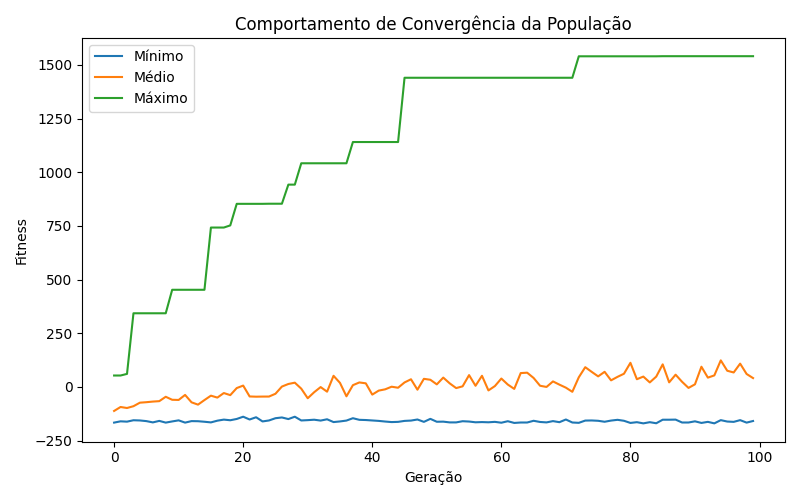 Comportamento de Convergência da População
Mínimo
Médio
Máximo
1500
1250
1000
750
500
250
0
−250
Fitness
0 20 40 60 80 100
Geração